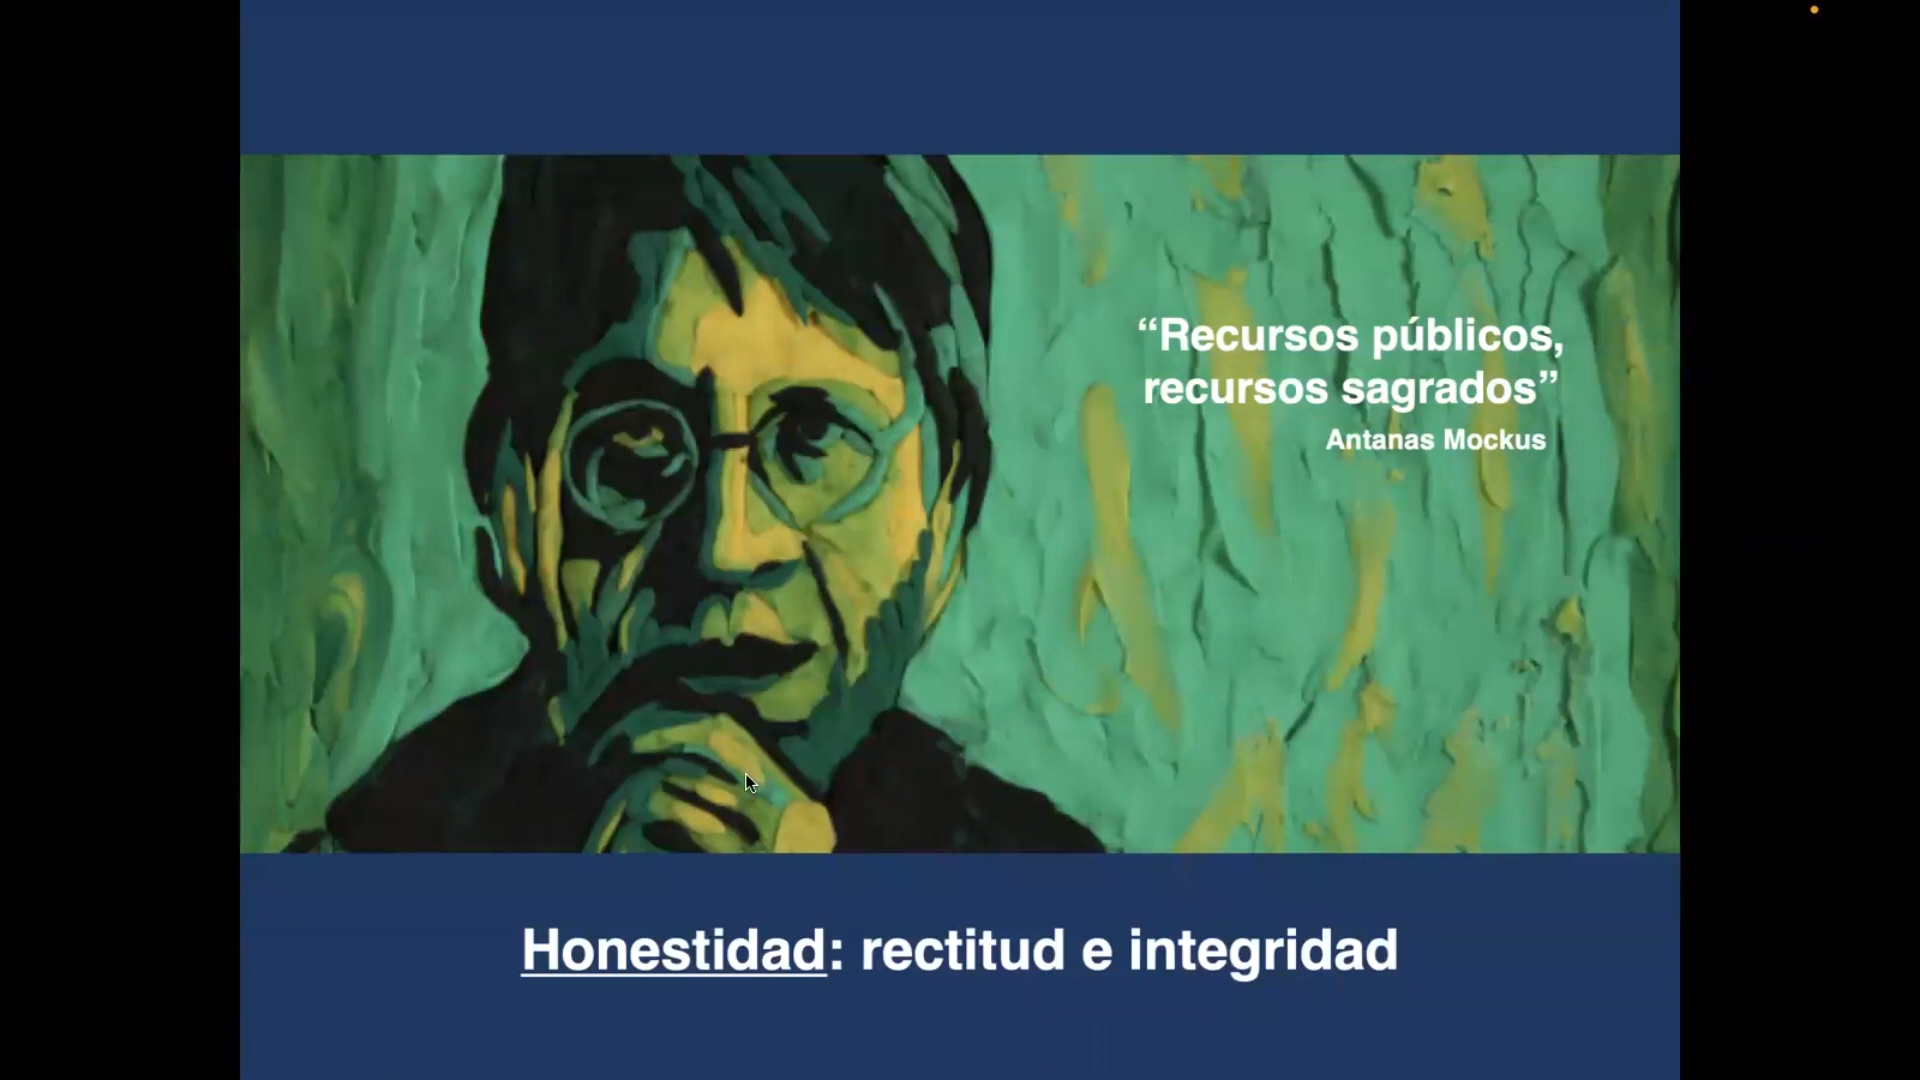 “Recursos públicos,
recursos sagrados”
Antanas Mockus
Honestidad: rectitud e integridad